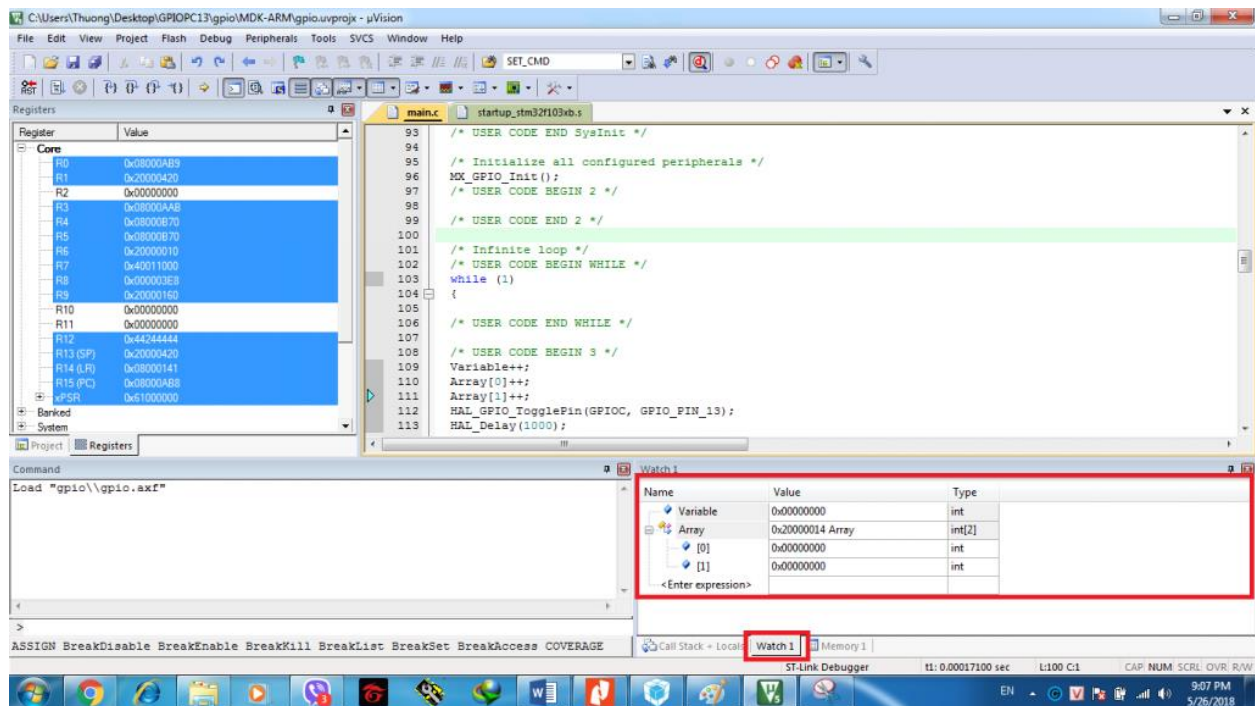 C:\Users\Thuong\Desktop\GPIOPC13\gpio\MDK-ARM\gpio.uvprojx - µVision
File Edit View Project Flash Debug Peripherals Tools SVCS Window Help
SET_CMD
Registers
Register Value
Core
R0 0x08000AB9
R1 0x20000420
R2 0x00000000
R3 0x08000AAB
R4 0x08000B70
R5 0x08000B70
R6 0x20000010
R7 0x40011000
R8 0x000003E8
R9 0x20000160
R10 0x00000000
R11 0x00000000
R12 0x44244444
R13 (SP) 0x20000420
R14 (LR) 0x08000141
R15 (PC) 0x08000AB8
xPSR 0x61000000
Banked
System
Project Registers
main.c startup_stm32f103xb.s
93 /* USER CODE END SysInit */
94
95 /* Initialize all configured peripherals */
96 MX_GPIO_Init();
97 /* USER CODE BEGIN 2 */
98
99 /* USER CODE END 2 */
100
101 /* Infinite loop */
102 /* USER CODE BEGIN WHILE */
103 while (1)
104 {
105
106 /* USER CODE END WHILE */
107
108 /* USER CODE BEGIN 3 */
109 Variable++;
110 Array[0]++;
111 Array[1]++;
112 HAL_GPIO_TogglePin(GPIOC, GPIO_PIN_13);
113 HAL_Delay(1000);
Command
Load "gpio\\gpio.axf"
>
ASSIGN BreakDisable BreakEnable BreakKill BreakList BreakSet BreakAccess COVERAGE
Watch 1
Name Value Type
Variable 0x00000000 int
Array 0x20000014 Array int[2]
[0] 0x00000000 int
[1] 0x00000000 int
<Enter expression>
Call Stack + Locals Watch 1 Memory 1
ST-Link Debugger t1: 0.00017100 sec L:100 C:1 CAP NUM SCRL OVR R/W
EN 9:07 PM
5/26/2018